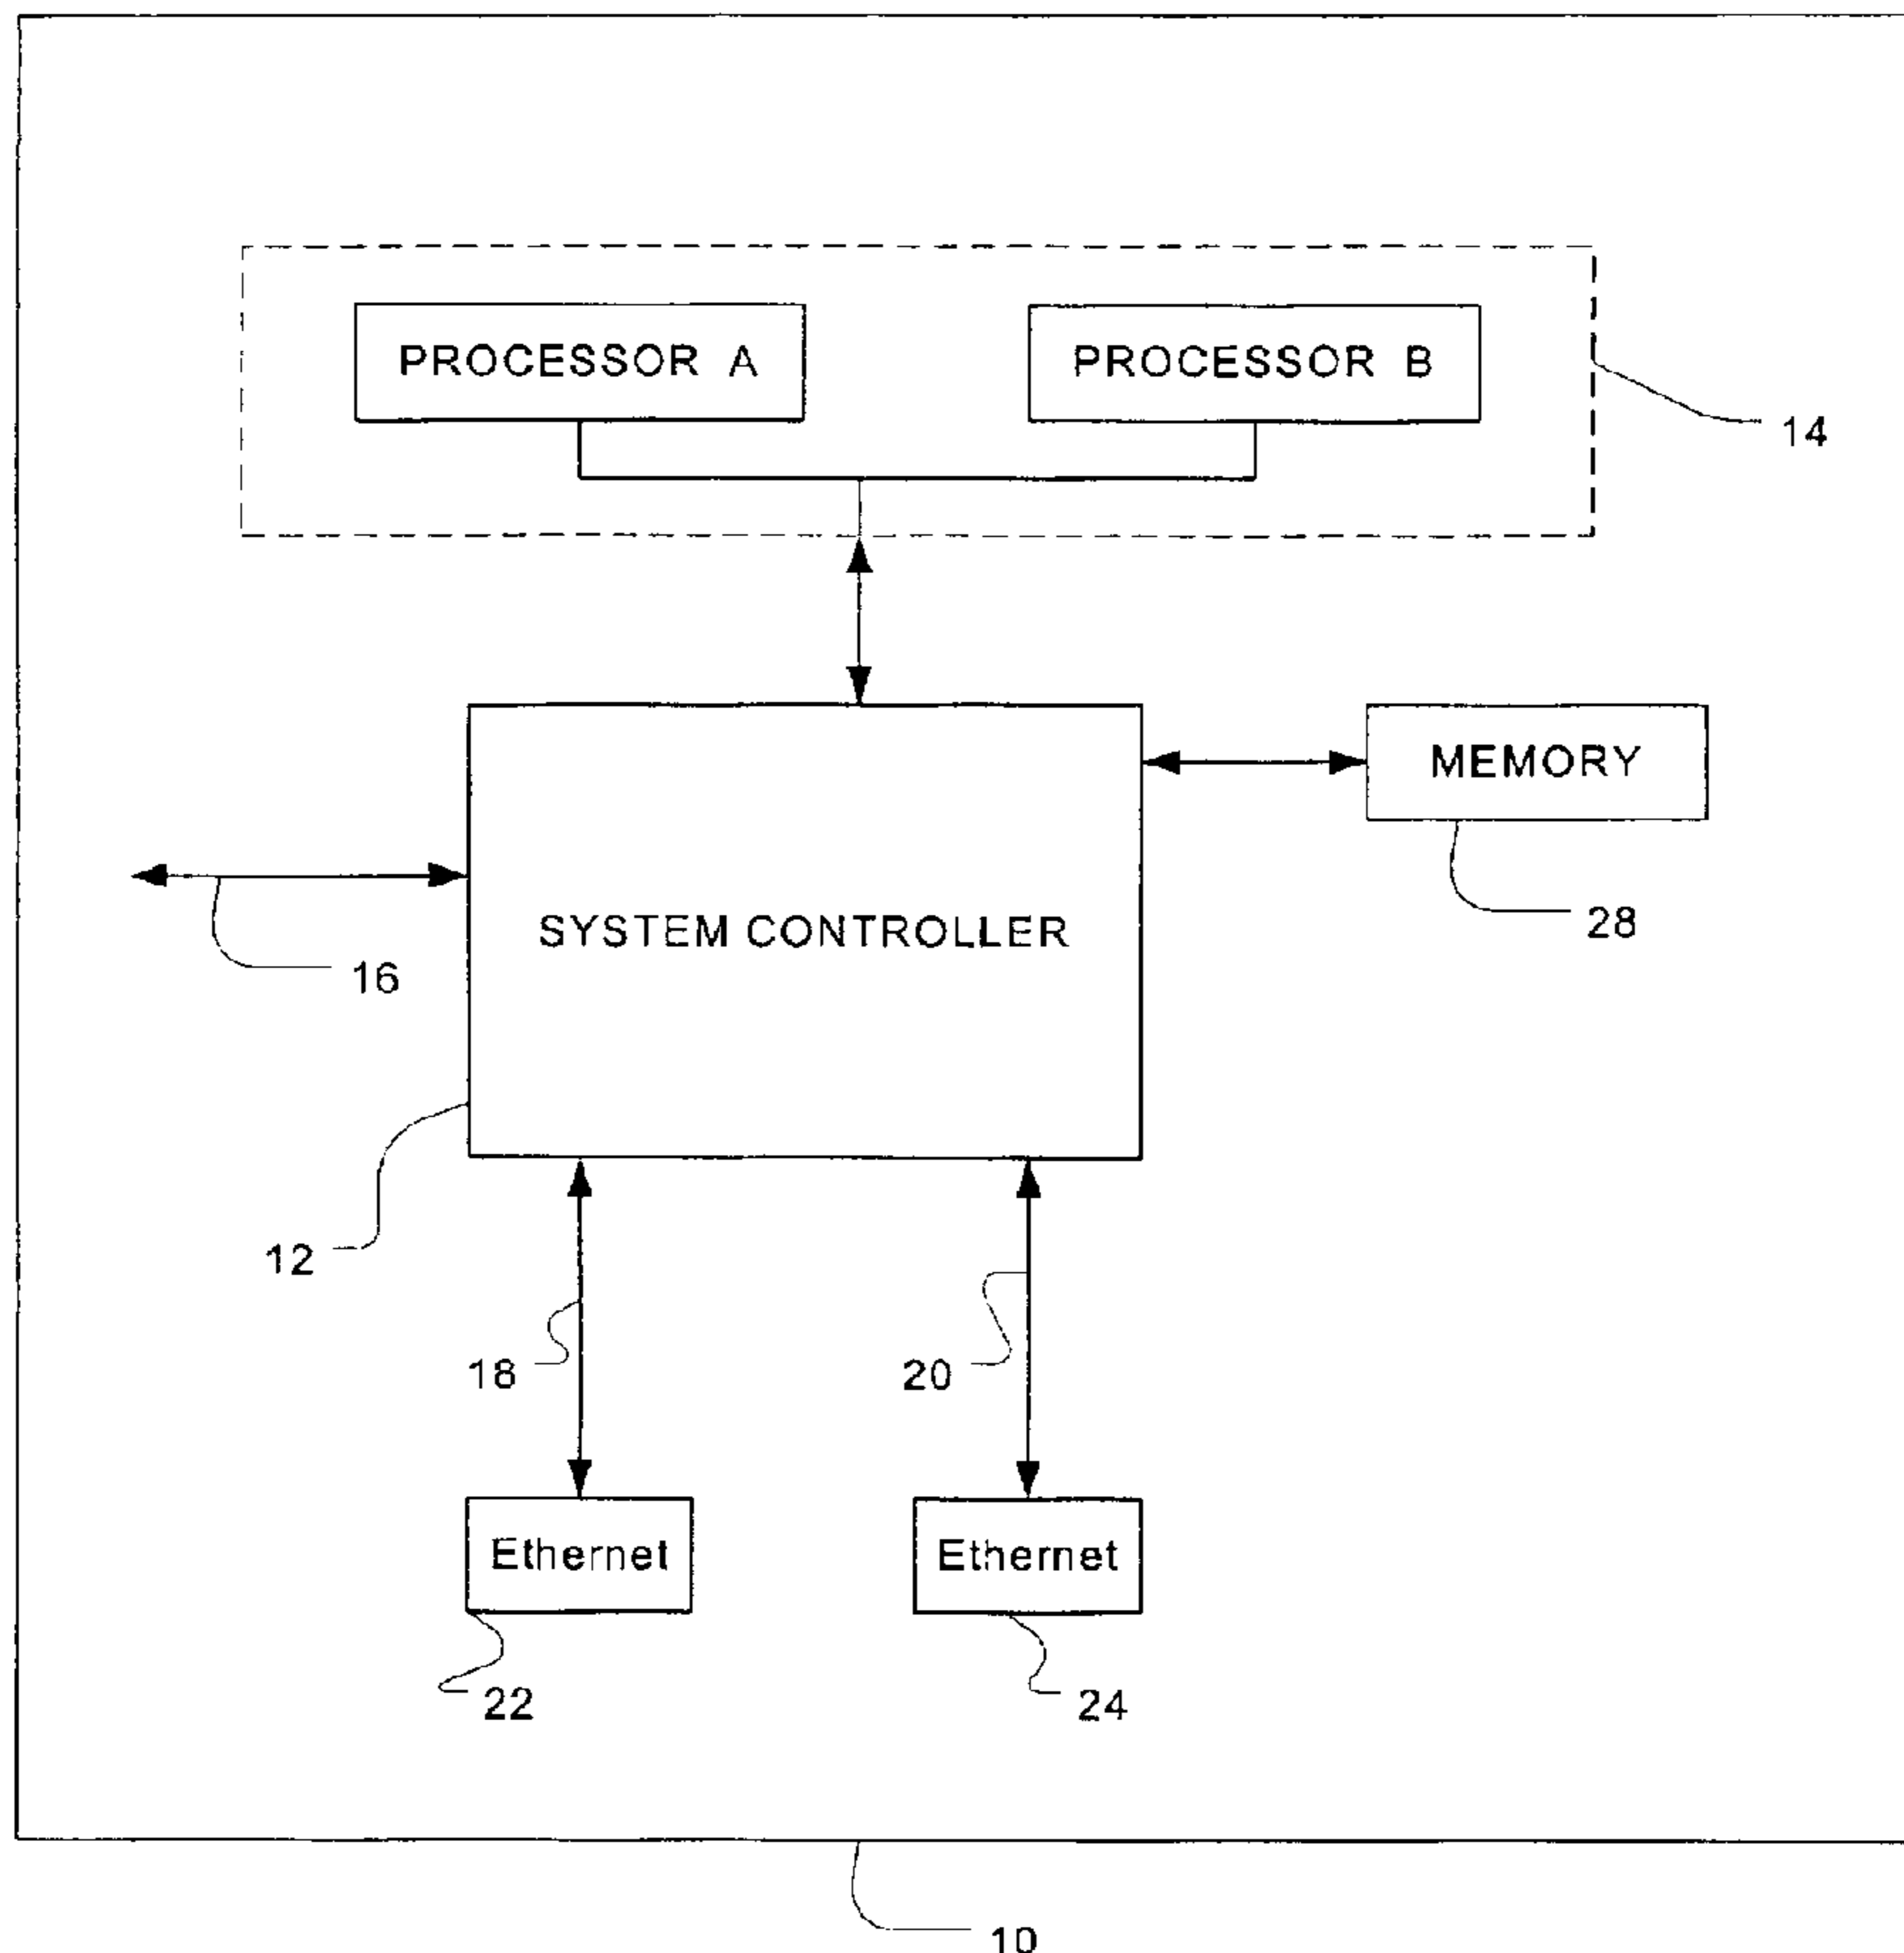 PROCESSOR A
PROCESSOR B
14
MEMORY
28
SYSTEM CONTROLLER
16
12
18
20
Ethernet
Ethernet
22
24
10